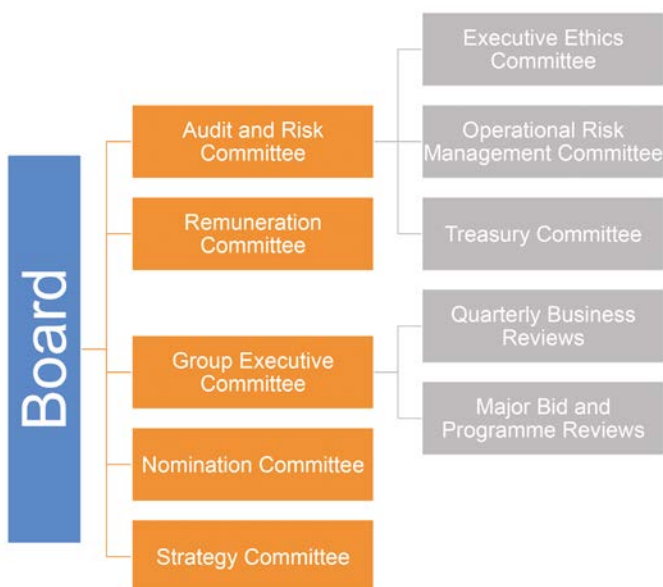 Board
Audit and Risk
Committee
Remuneration
Committee
Group Executive
Committee
Nomination Committee
Strategy Committee
Executive Ethics
Committee
Operational Risk
Management Committee
Treasury Committee
Quarterly Business
Reviews
Major Bid and
Programme Reviews